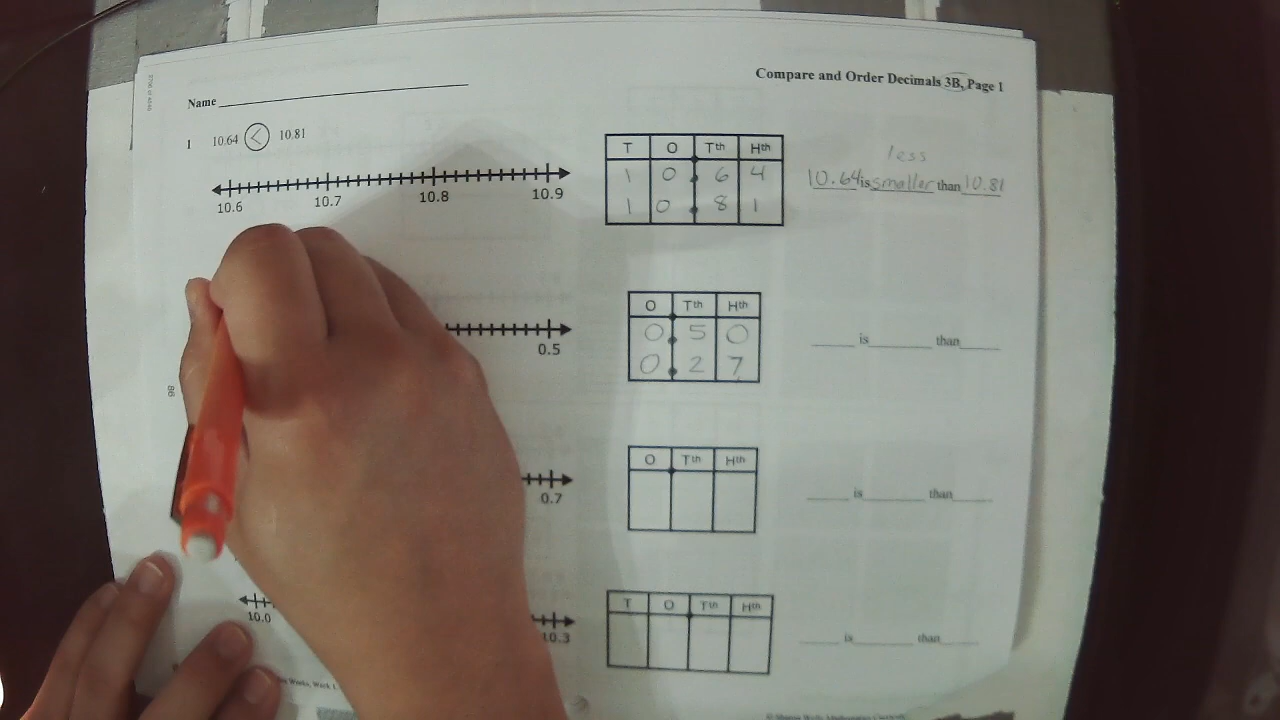 Compare and Order Decimals 3B, Page 1
Name
1 10.64 < 10.81
10.6 10.7 10.8 10.9
T O Tth Hth
1 0 . 6 4
1 0 . 8 1
less
10.64 is smaller than 10.81
0.5
O Tth Hth
0 . 5 0
0 . 2 7
is than
0.7
O Tth Hth
is than
10.0 10.3
T O Tth Hth
is than
86